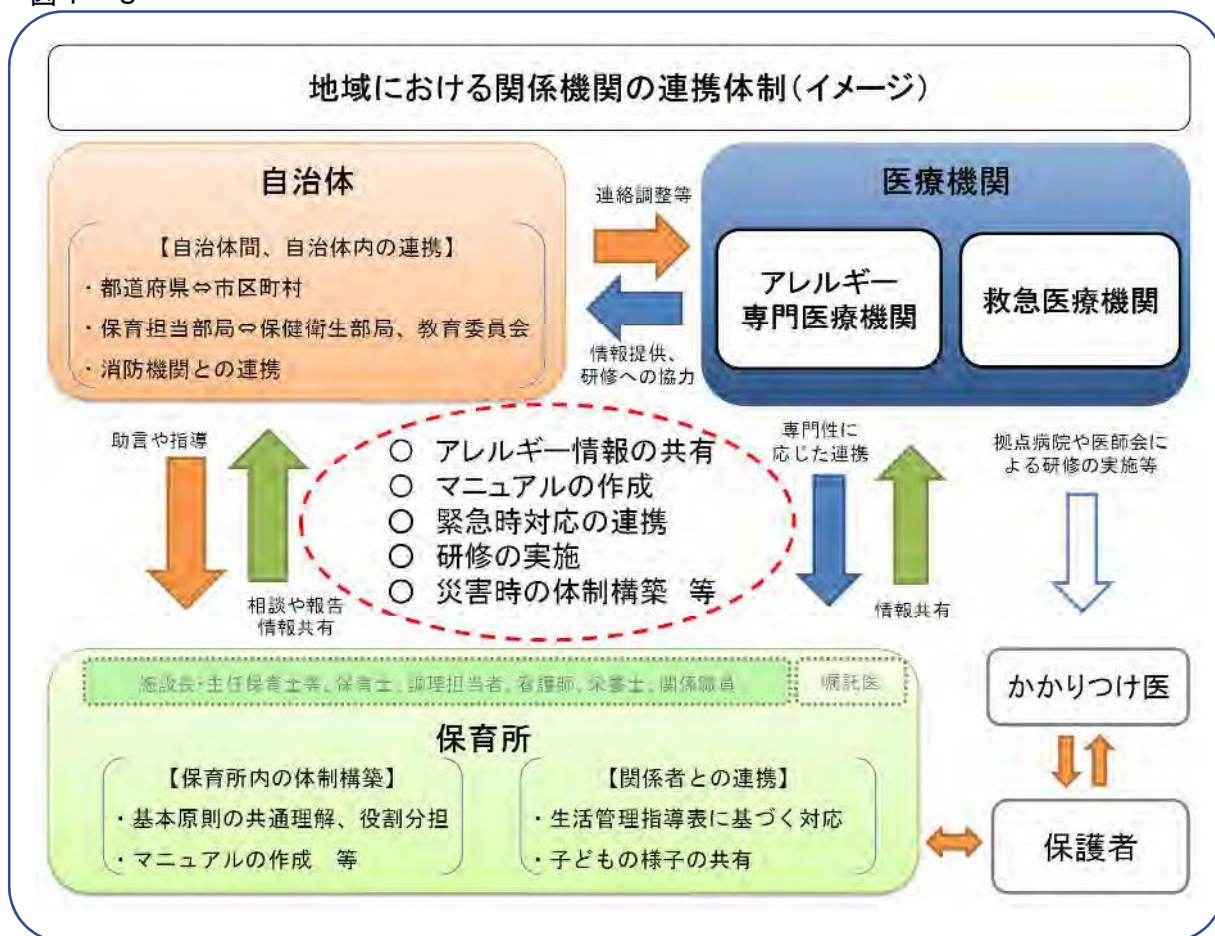 地域における関係機関の連携体制(イメージ)
自治体
【自治体間、自治体内の連携】
・都道府県⇔市区町村
・保育担当部局⇔保健衛生部局、教育委員会
・消防機関との連携
連絡調整等
情報提供、
研修への協力
医療機関
アレルギー
専門医療機関
救急医療機関
助言や指導
相談や報告
情報共有
○ アレルギー情報の共有
○ マニュアルの作成
○ 緊急時対応の連携
○ 研修の実施
○ 災害時の体制構築 等
専門性に
応じた連携
情報共有
拠点病院や医師会に
よる研修の実施等
施設長・主任保育士等、保育士、調理担当者、看護師、栄養士、関係職員
嘱託医
保育所
【保育所内の体制構築】
・基本原則の共通理解、役割分担
・マニュアルの作成 等
【関係者との連携】
・生活管理指導表に基づく対応
・子どもの様子の共有
かかりつけ医
保護者